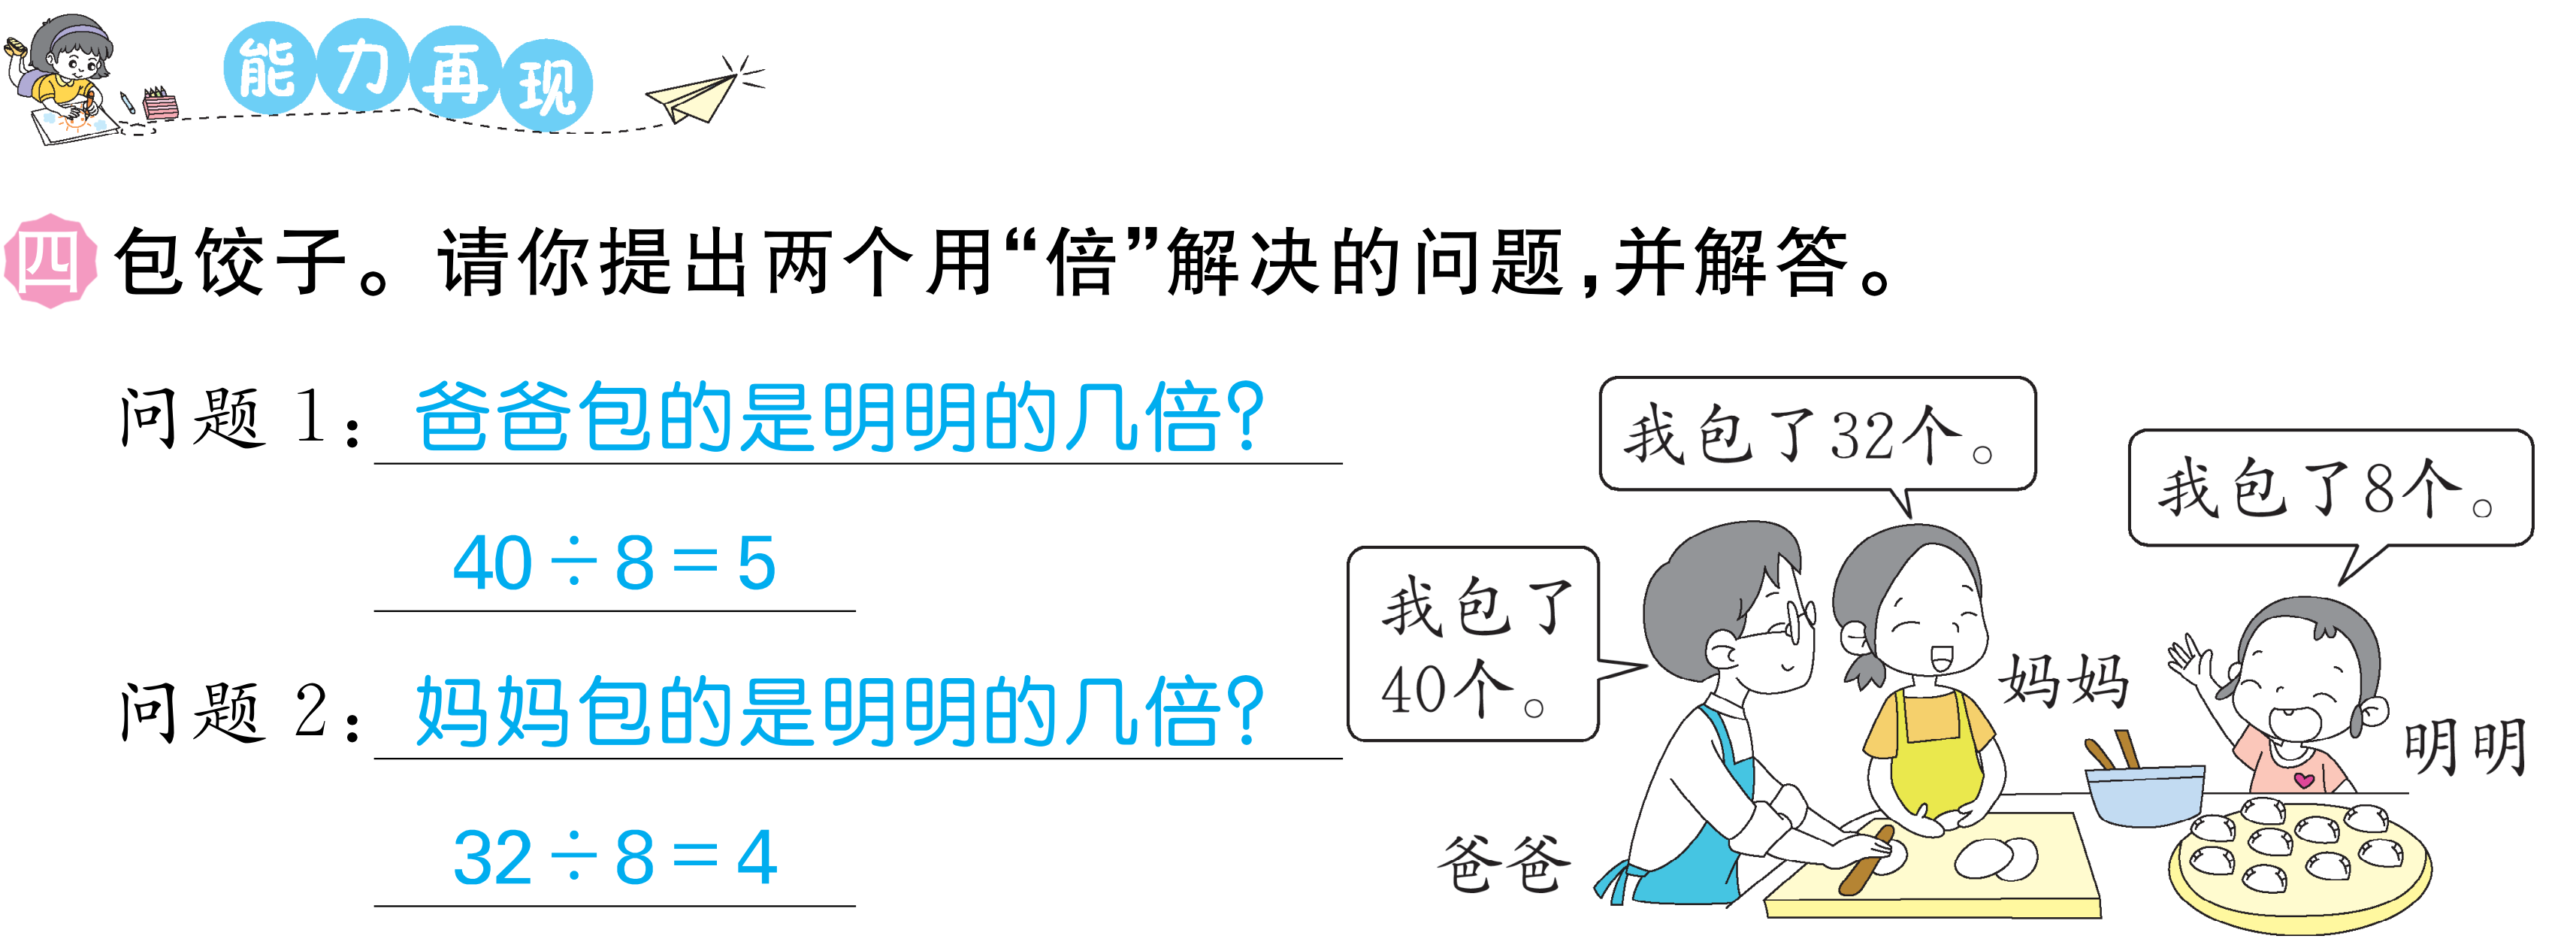 能力再现
四 包饺子。请你提出两个用“倍”解决的问题,并解答。
问题 1: 爸爸包的是明明的几倍?
40÷8=5
问题 2: 妈妈包的是明明的几倍?
32÷8=4
我包了32个。
我包了8个。
我包了
40个。
妈妈
明明
爸爸